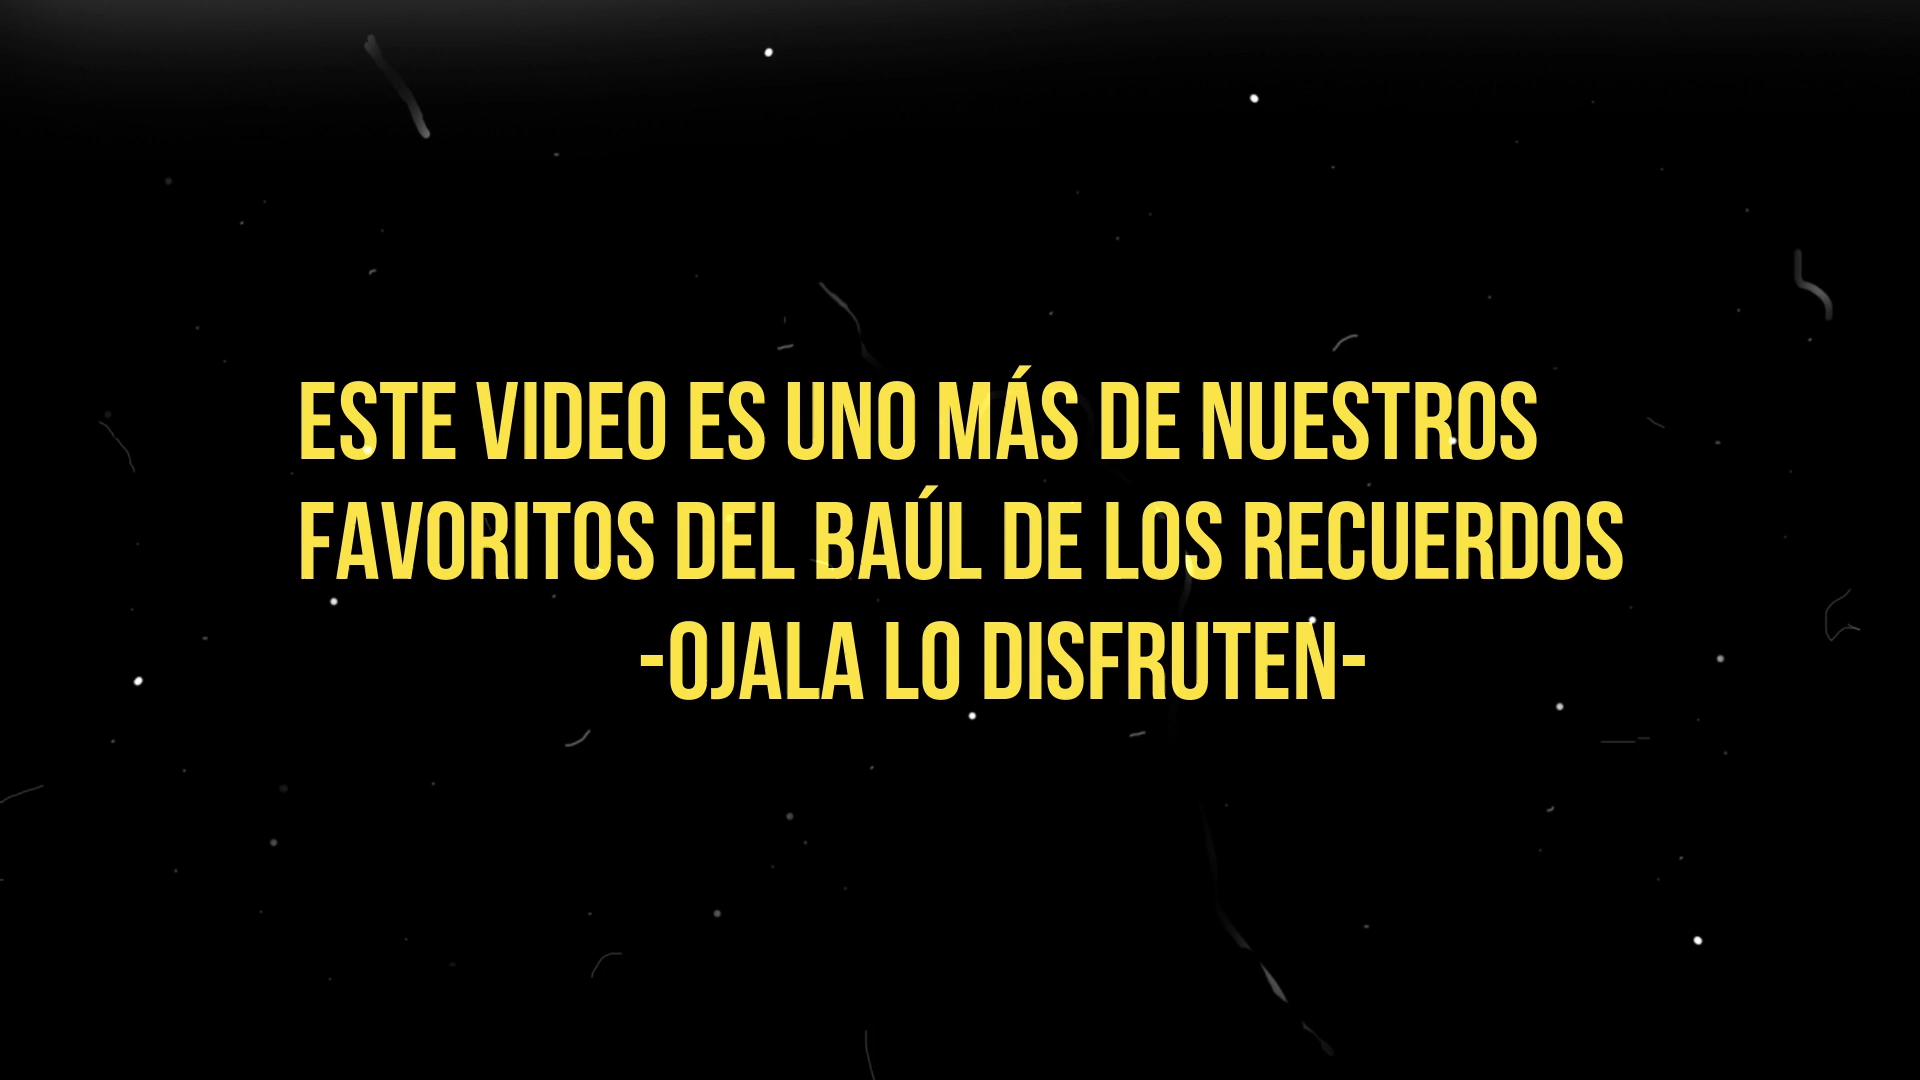 ESTE VIDEO ES UNO MÁS DE NUESTROS
FAVORITOS DEL BAÚL DE LOS RECUERDOS
-OJALA LO DISFRUTEN-